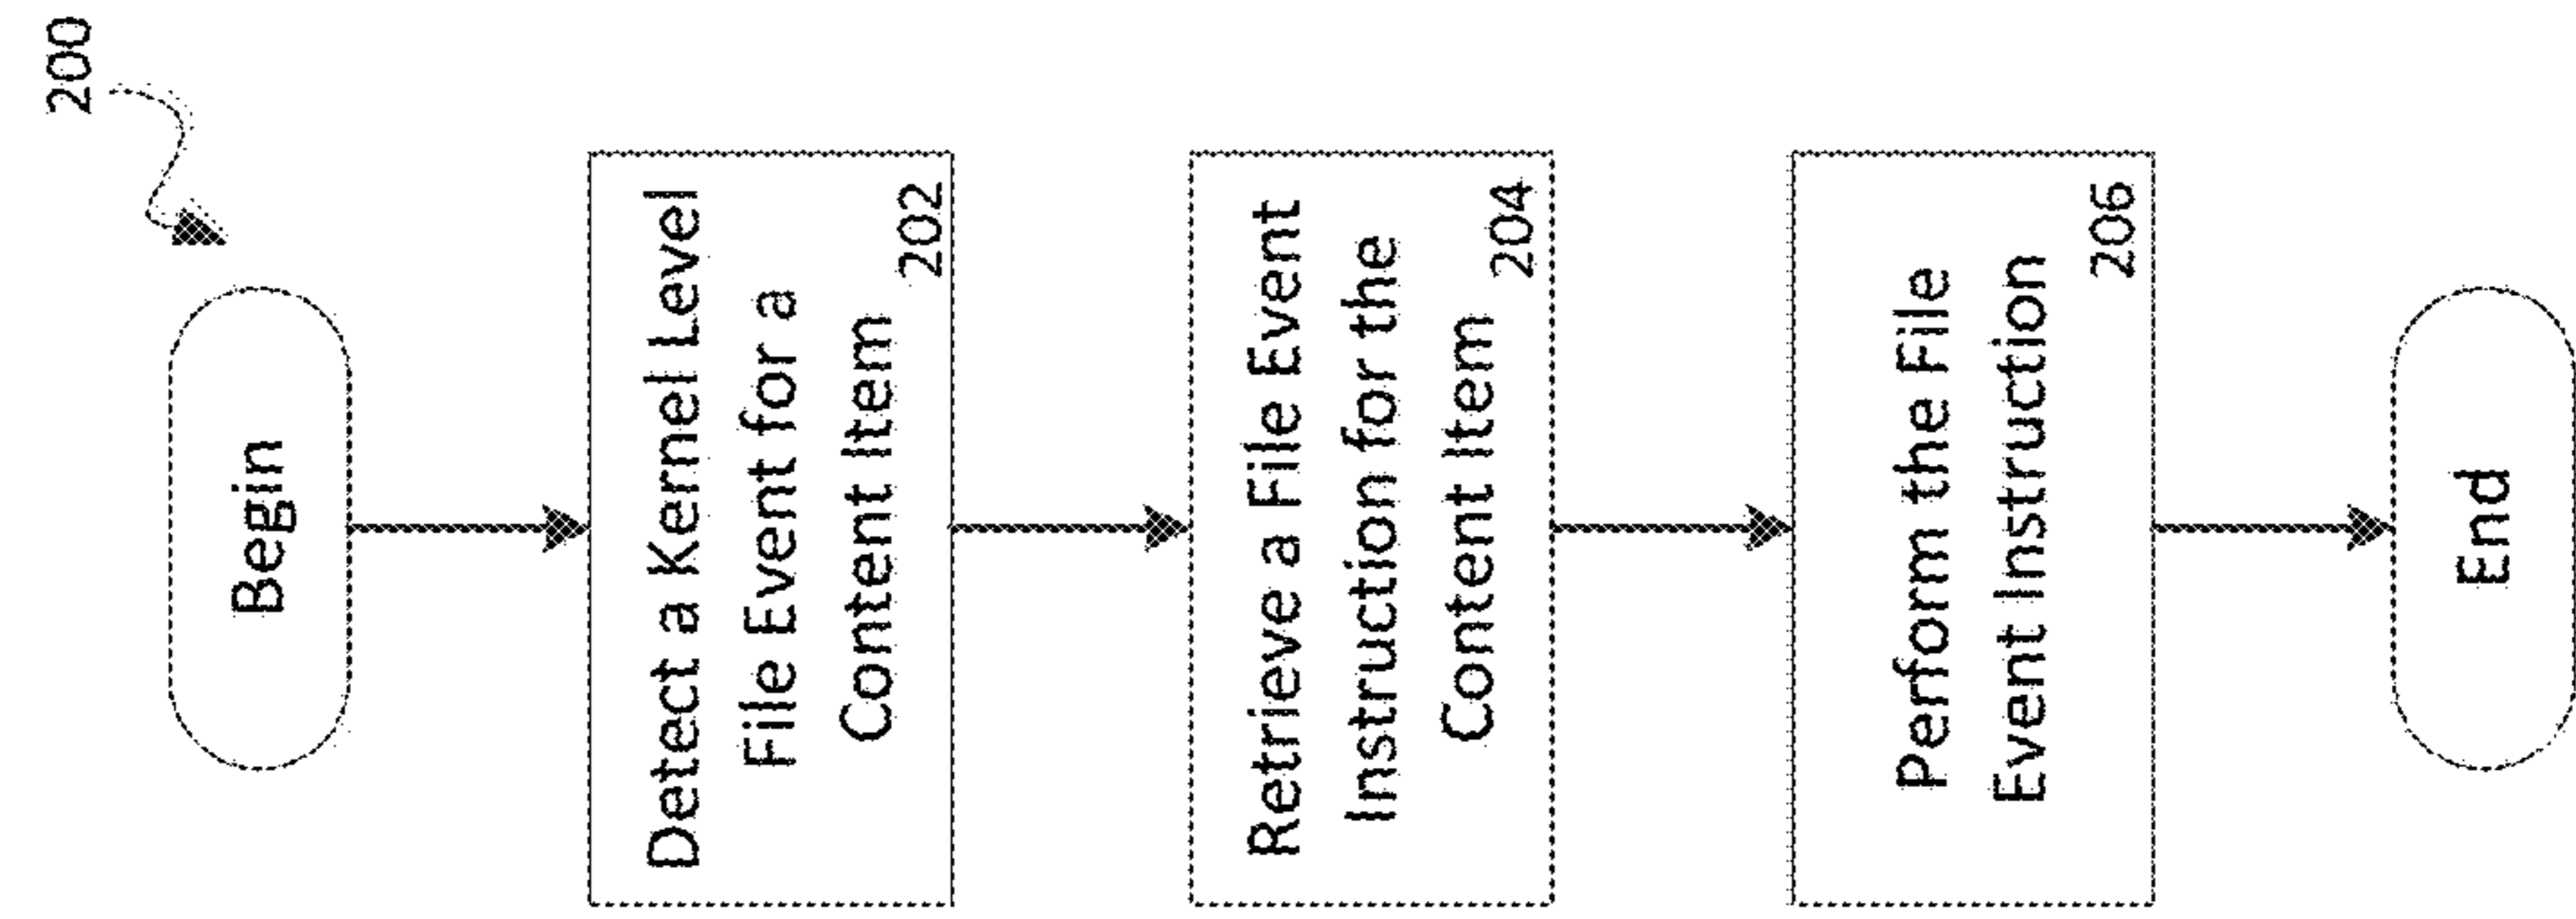 200
Begin
Detect a Kernel Level
File Event for a
Content Item
202
Retrieve a File Event
Instruction for the
Content Item
204
Perform the File
Event Instruction
206
End